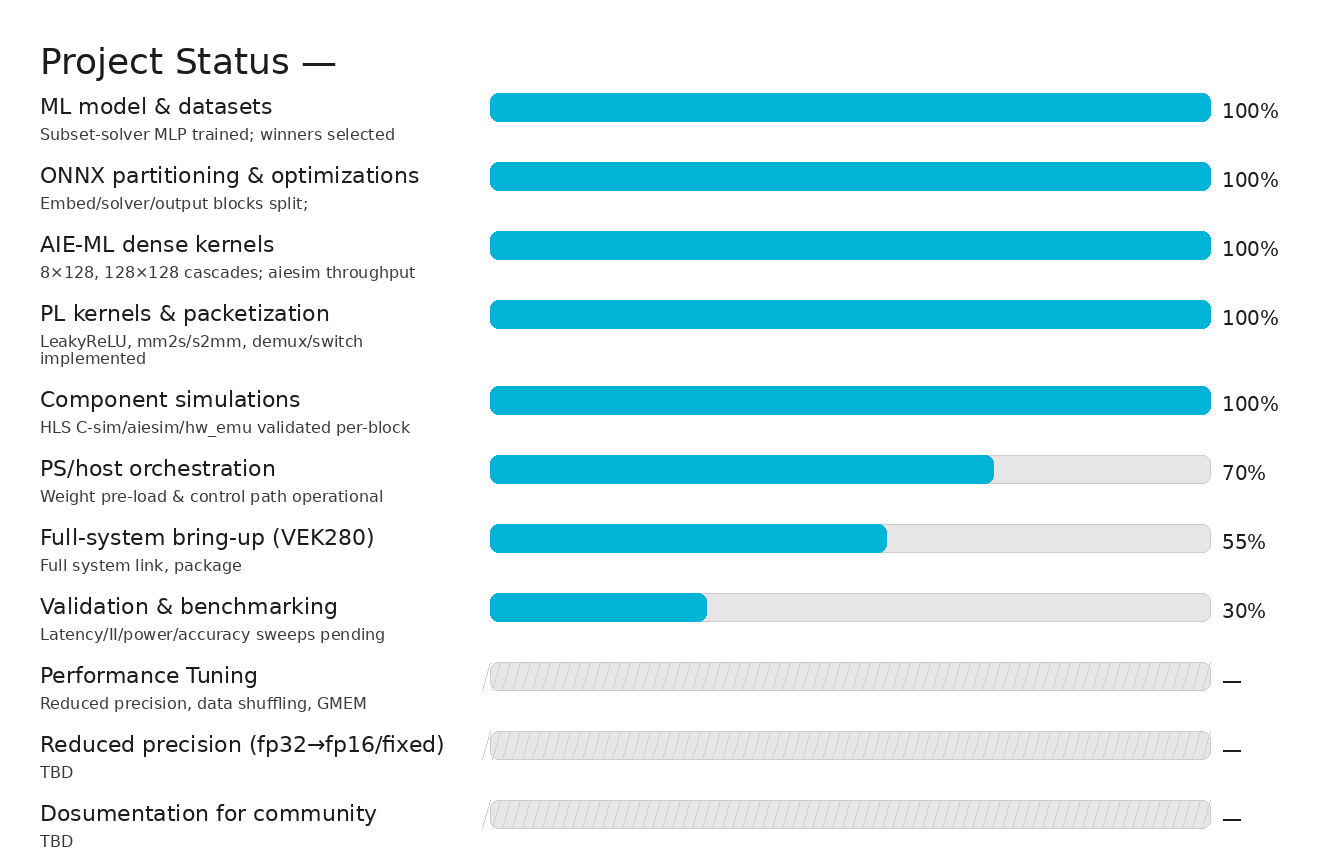 Project Status —
ML model & datasets
100%
Subset-solver MLP trained; winners selected
ONNX partitioning & optimizations
100%
Embed/solver/output blocks split;
AIE-ML dense kernels
100%
8×128, 128×128 cascades; aiesim throughput
PL kernels & packetization
100%
LeakyReLU, mm2s/s2mm, demux/switch
implemented
Component simulations
100%
HLS C-sim/aiesim/hw_emu validated per-block
PS/host orchestration
70%
Weight pre-load & control path operational
Full-system bring-up (VEK280)
55%
Full system link, package
Validation & benchmarking
30%
Latency/II/power/accuracy sweeps pending
Performance Tuning
—
Reduced precision, data shuffling, GMEM
Reduced precision (fp32→fp16/fixed)
—
TBD
Dosumentation for community
—
TBD